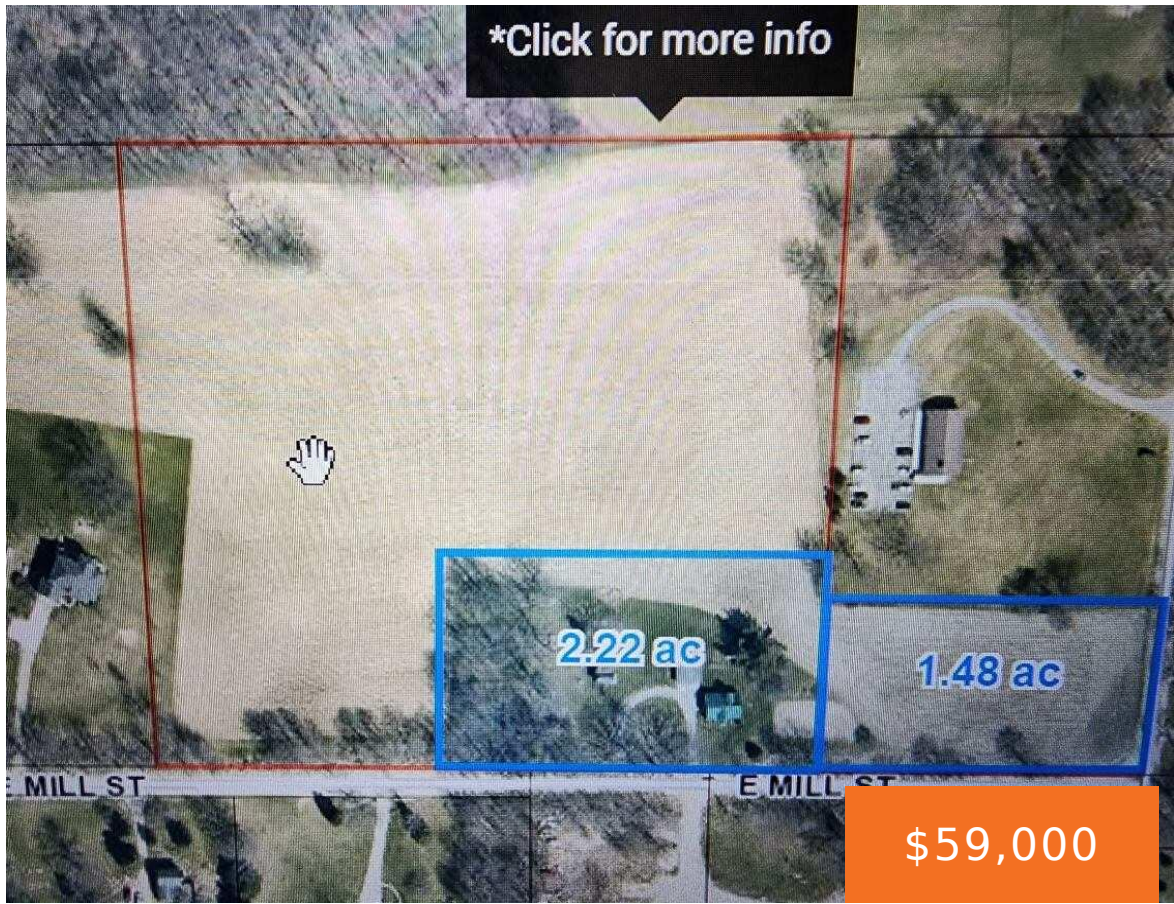 *Click for more info
2.22 ac
1.48 ac
E MILL ST
E MILL ST
$59,000